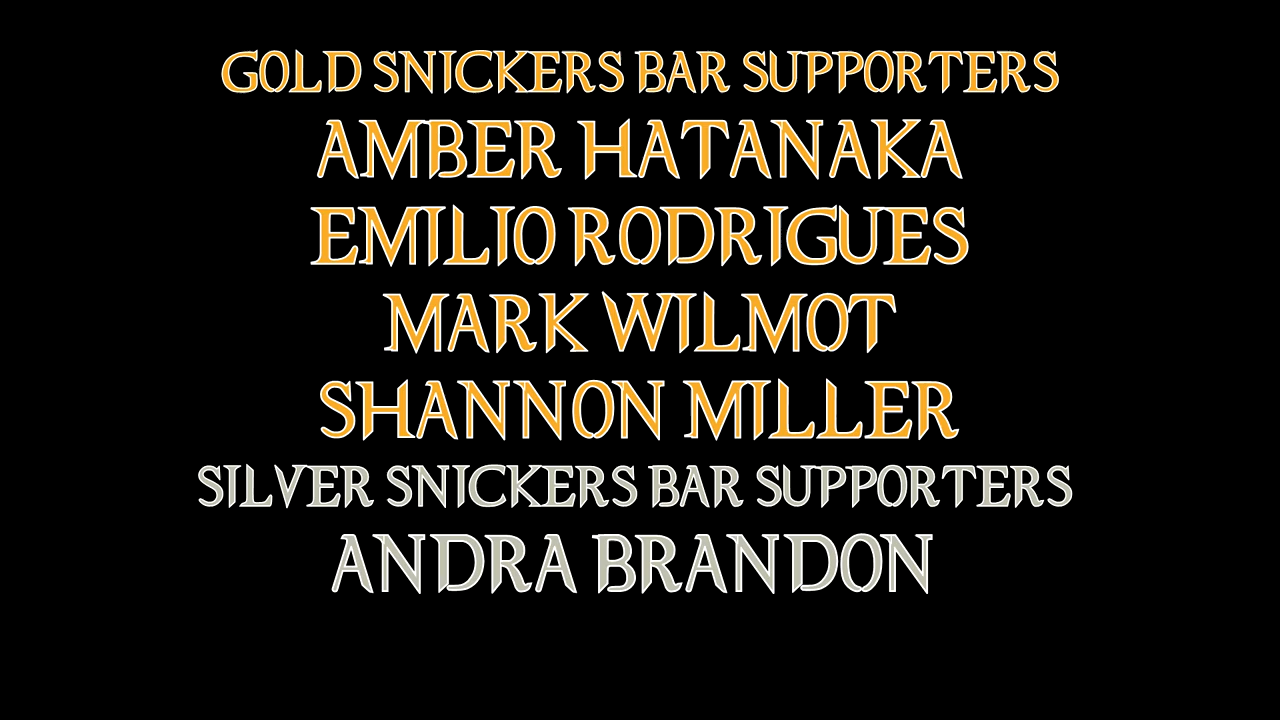 GOLD SNICKERS BAR SUPPORTERS
AMBER HATANAKA
EMILIO RODRIGUES
MARK WILMOT
SHANNON MILLER
SILVER SNICKERS BAR SUPPORTERS
ANDRA BRANDON